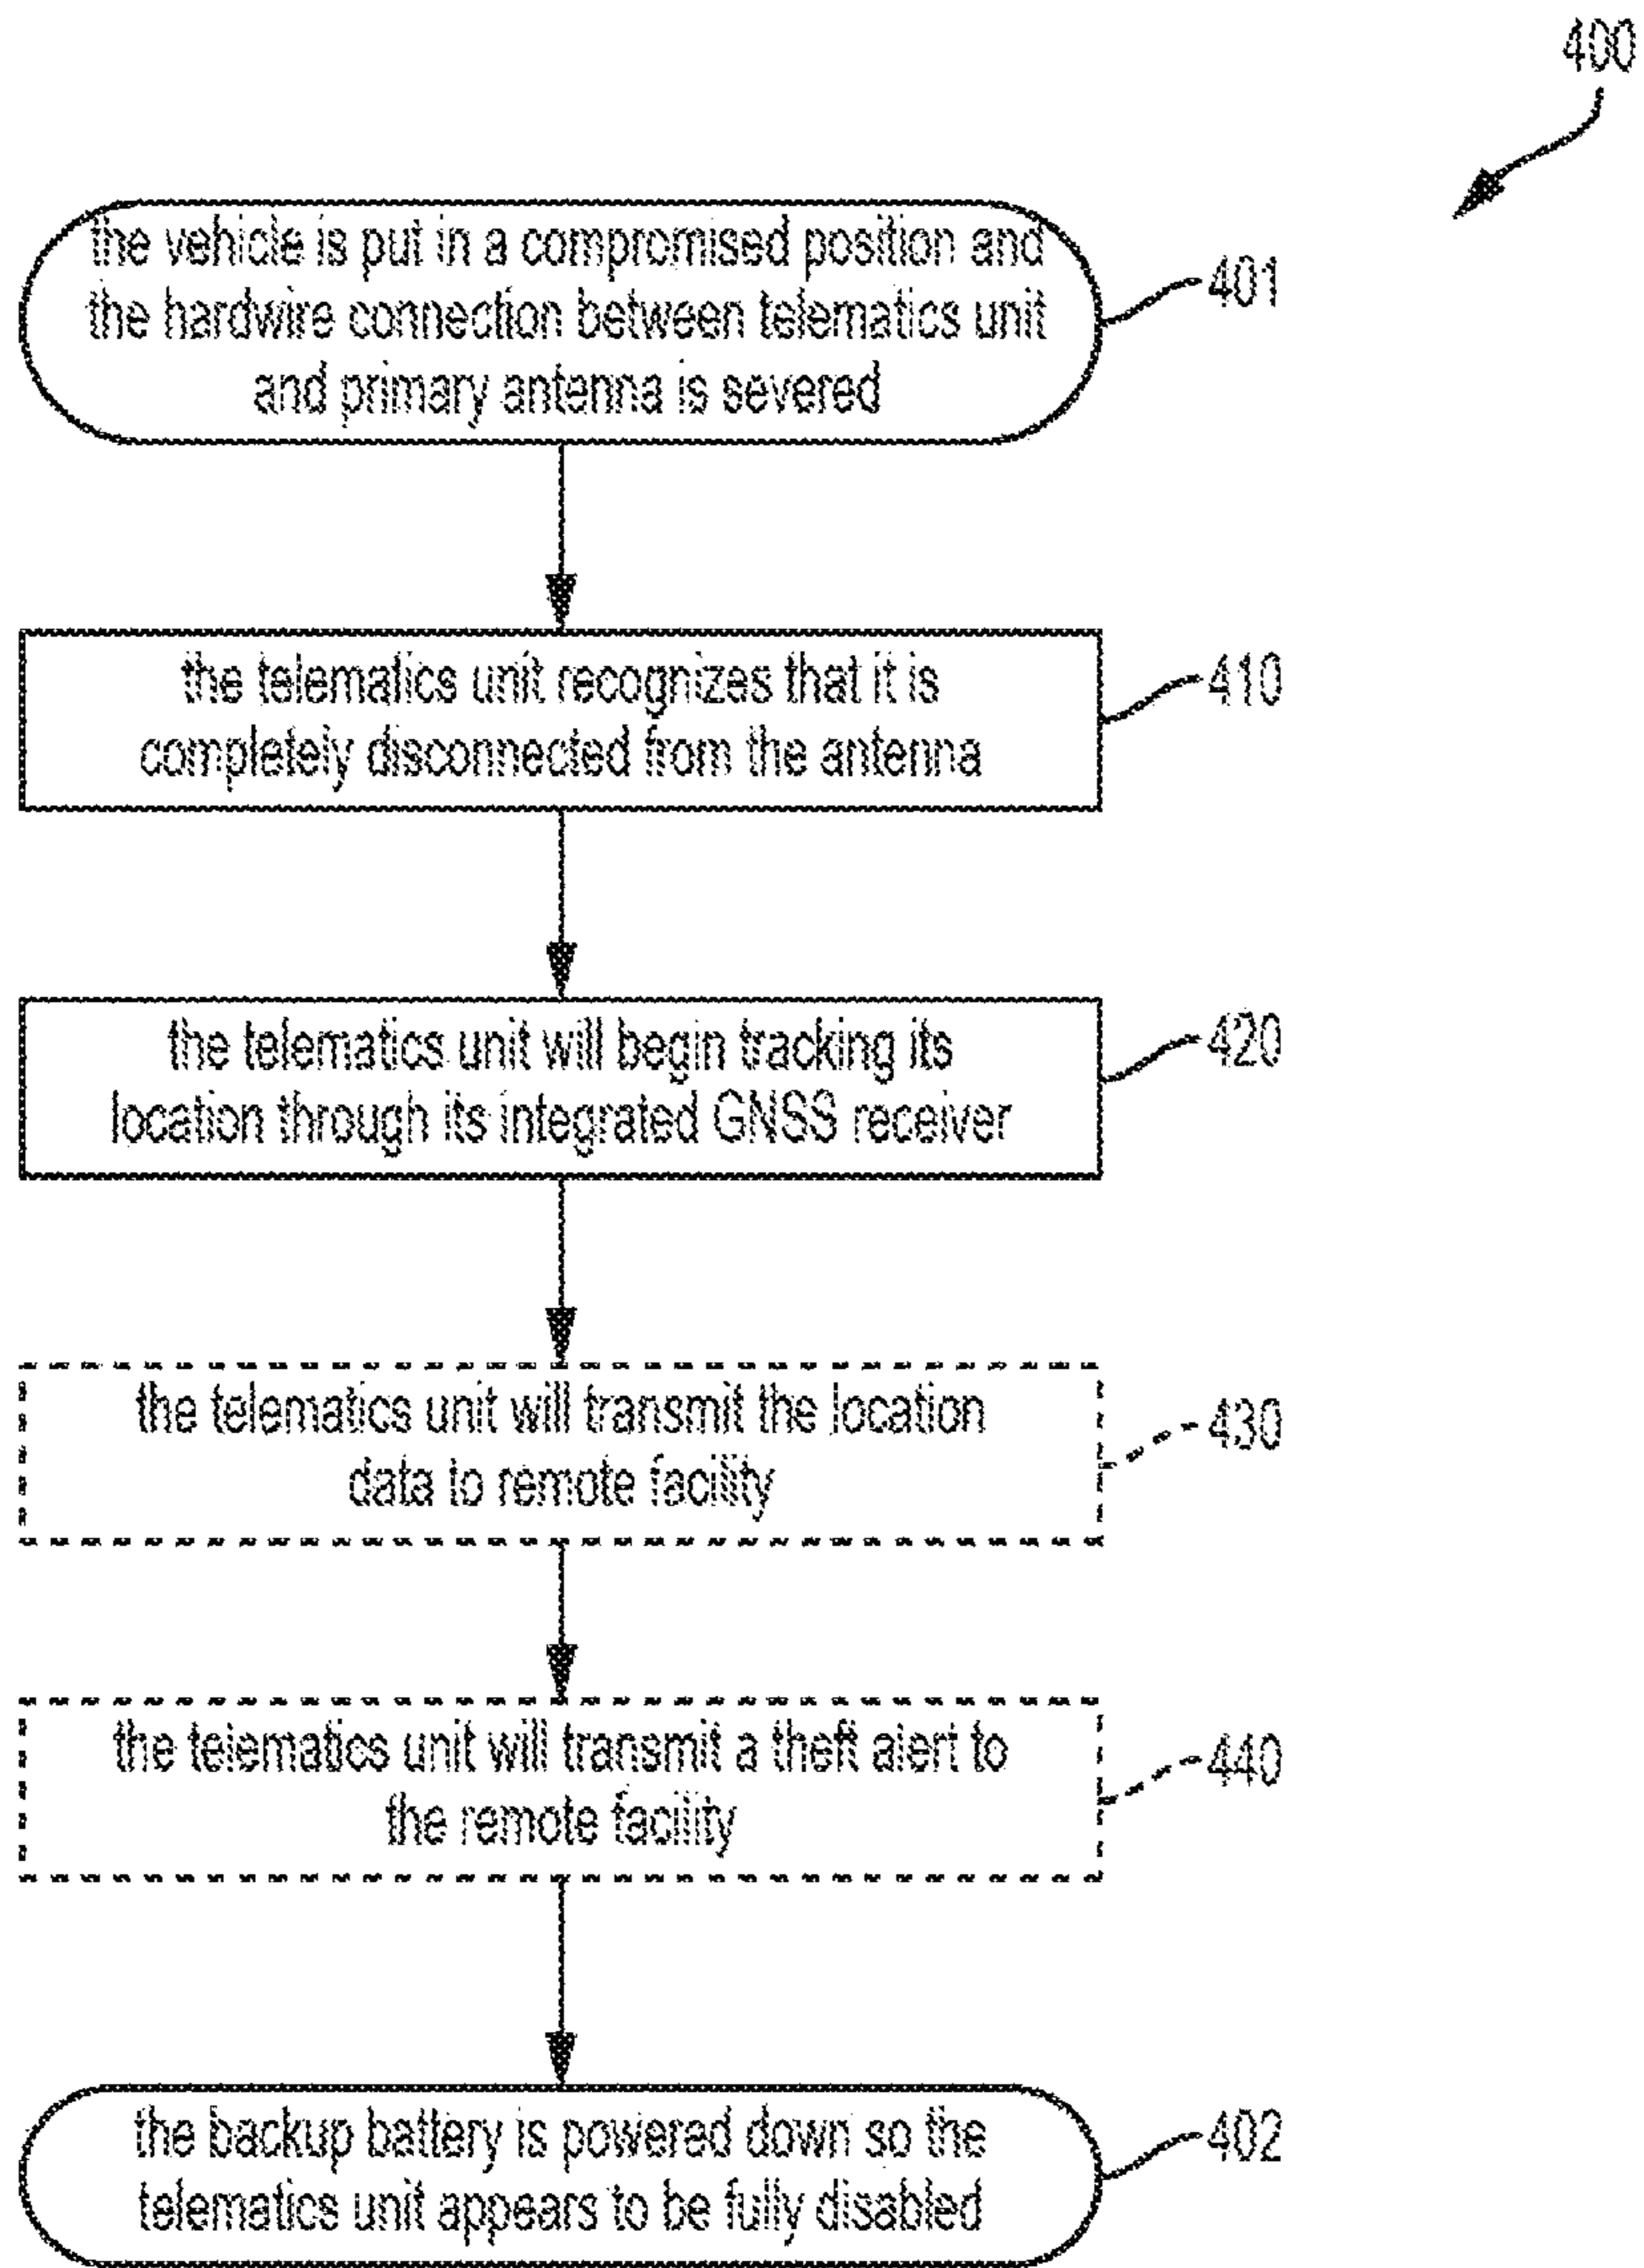 400
the vehicle is put in a compromised position and
the hardwire connection between telematics unit
and primary antenna is severed
401
the telematics unit recognizes that it is
completely disconnected from the antenna
410
the telematics unit will begin tracking its
location through its integrated GNSS receiver
420
the telematics unit will transmit the location
data to remote facility
430
the telematics unit will transmit a theft alert to
the remote facility
440
the backup battery is powered down so the
telematics unit appears to be fully disabled
402